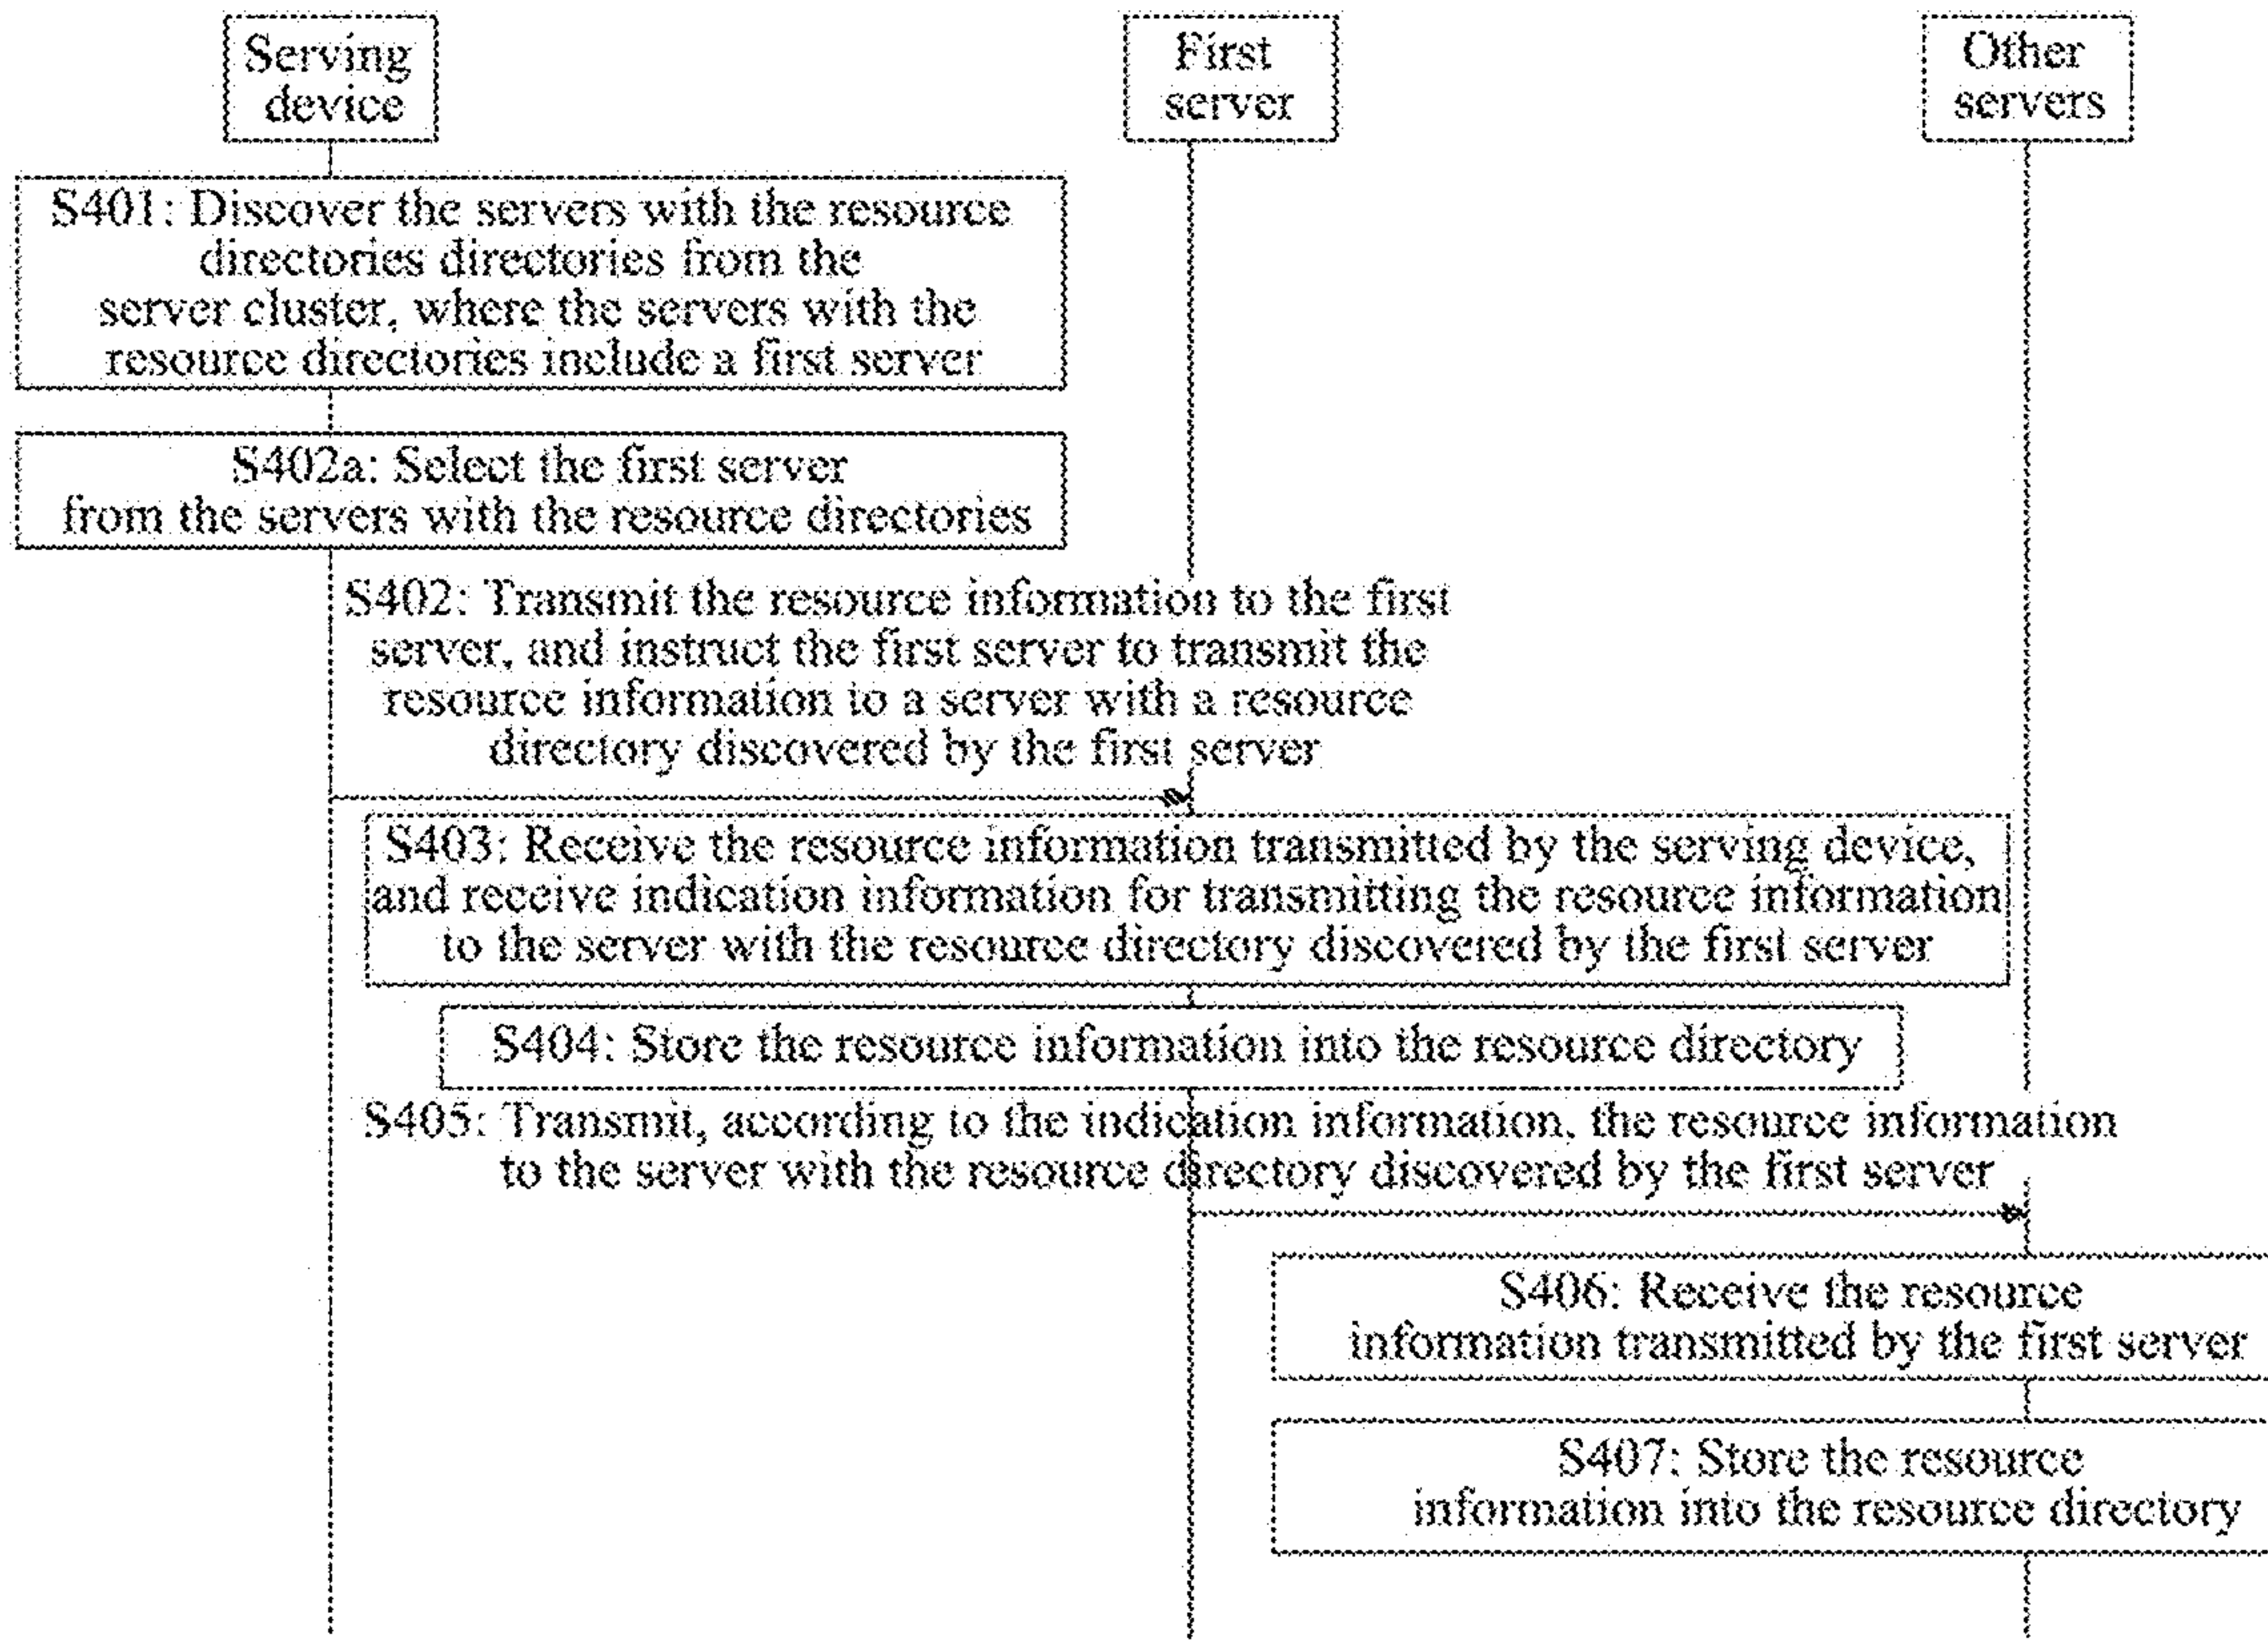 Serving
device
First
server
Other
servers
S401: Discover the servers with the resource
directories directories from the
server cluster, where the servers with the
resource directories include a first server
S402a: Select the first server
from the servers with the resource directories
S402: Transmit the resource information to the first
server, and instruct the first server to transmit the
resource information to a server with a resource
directory discovered by the first server
S403: Receive the resource information transmitted by the serving device,
and receive indication information for transmitting the resource information
to the server with the resource directory discovered by the first server
S404: Store the resource information into the resource directory
S405: Transmit, according to the indication information, the resource information
to the server with the resource directory discovered by the first server
S406: Receive the resource
information transmitted by the first server
S407: Store the resource
information into the resource directory